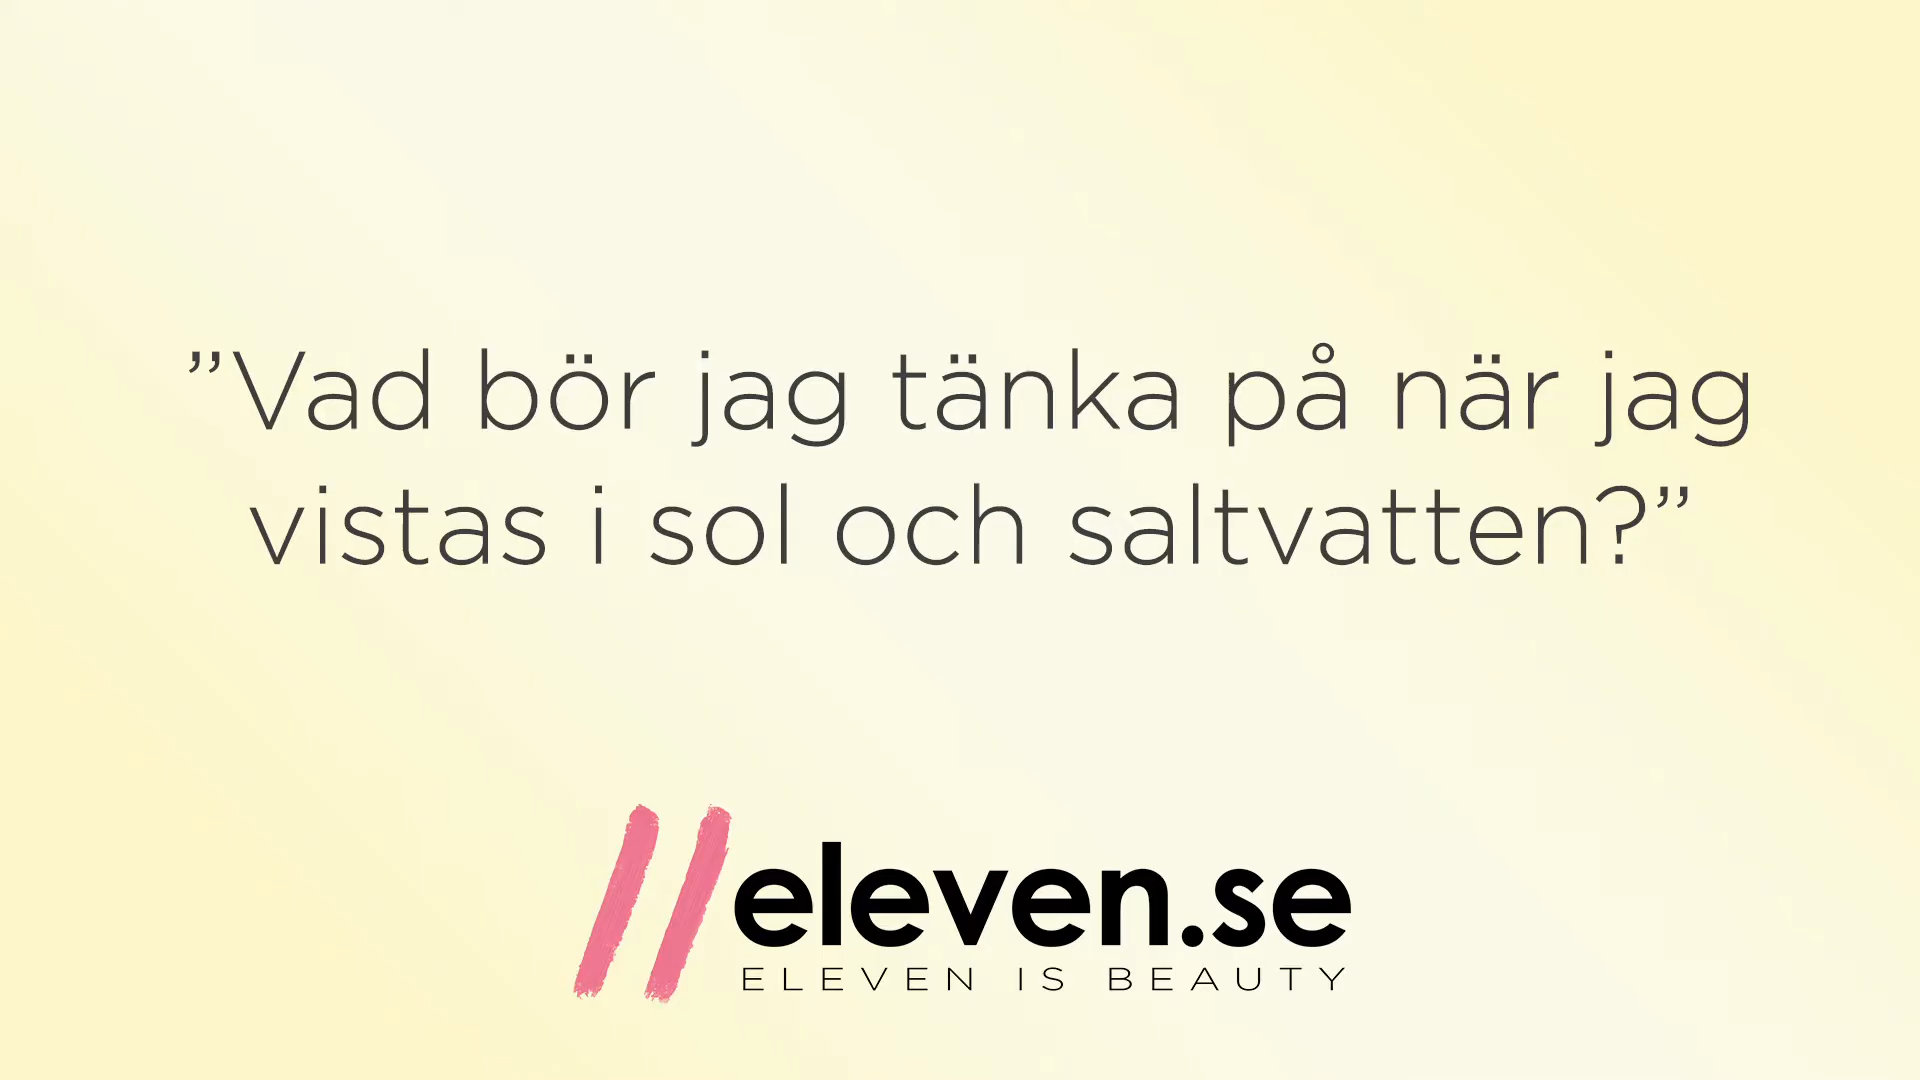 ”Vad bör jag tänka på när jag
vistas i sol och saltvatten?”
eleven.se
ELEVEN IS BEAUTY